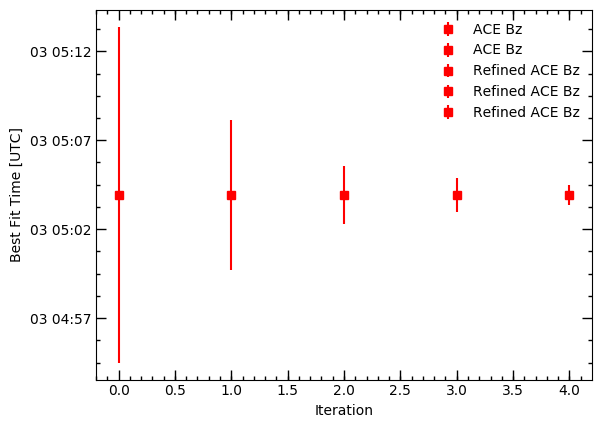 ACE Bz
ACE Bz
Refined ACE Bz
Refined ACE Bz
Refined ACE Bz
03 05:12
03 05:07
03 05:02
03 04:57
Best Fit Time [UTC]
0.0 0.5 1.0 1.5 2.0 2.5 3.0 3.5 4.0
Iteration